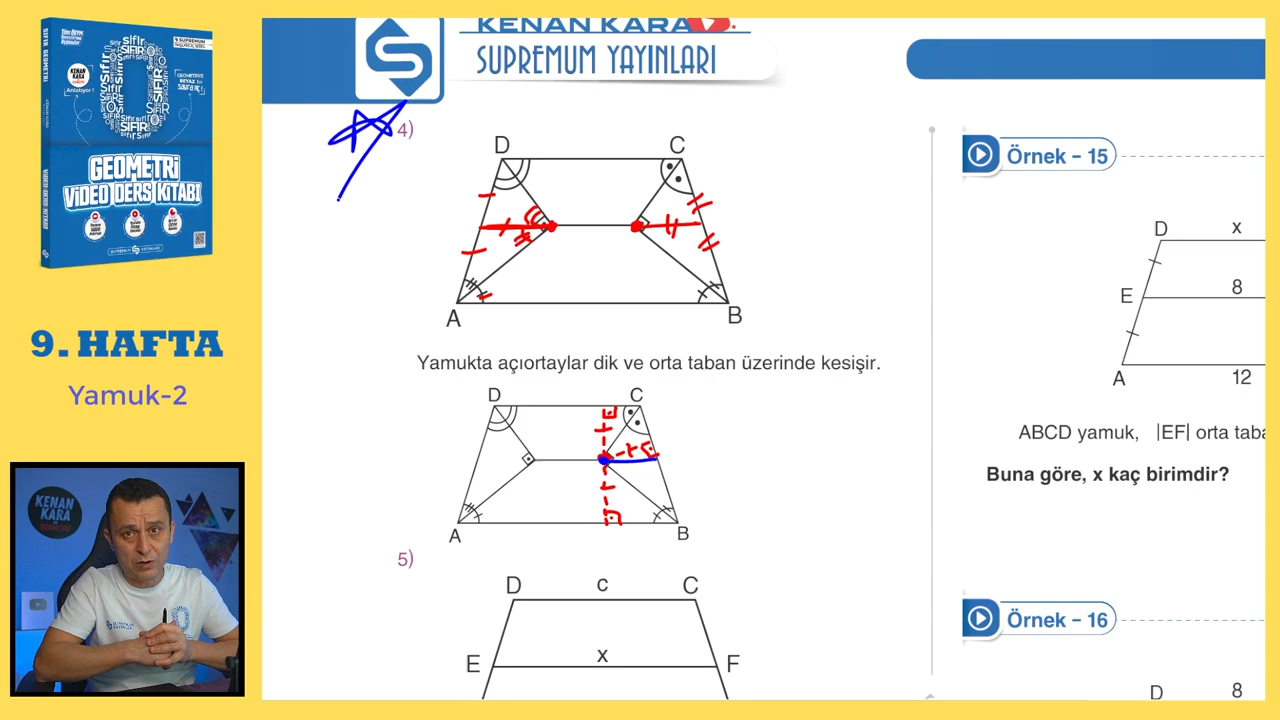 SIFIR
GEOMETRİ
VİDEO DERS KİTABI
SUPREMUM YAYINLARI
9. HAFTA
Yamuk-2
KENAN
KARA
KENAN KARA
SUPREMUM YAYINLARI
4)
D
C
A
B
Yamukta açıortaylar dik ve orta taban üzerinde kesişir.
D
C
r
r
r
A
B
5)
D
c
C
E
x
F
Örnek - 15
D
x
E
8
A
12
ABCD yamuk, |EF| orta taba
Buna göre, x kaç birimdir?
Örnek - 16
D
8